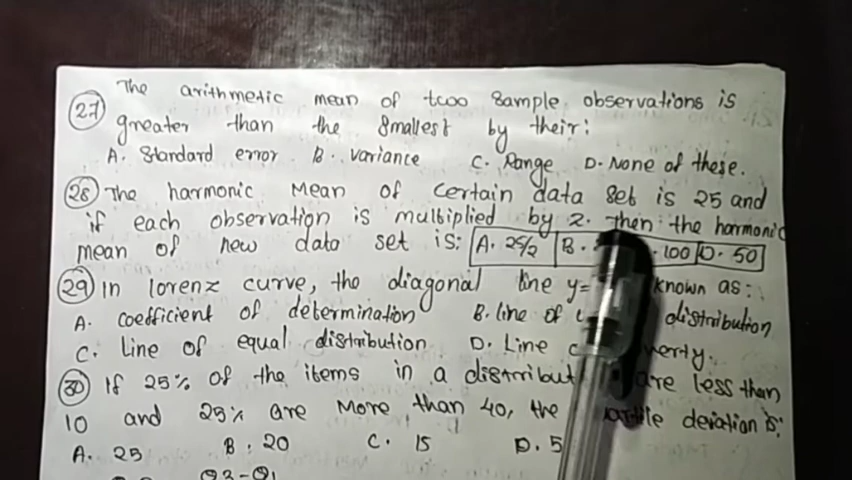 27 The arithmetic mean of two sample observations is
greater than the smallest by their:
A. Standard error B. variance C. Range D. None of these.
28 The harmonic Mean of certain data set is 25 and
if each observation is multiplied by 2. Then the harmonic
mean of new data set is: A. 25/2 B. . 100 D. 50
29 In lorenz curve, the diagonal line y= known as:
A. coefficient of determination B. line of distribution
C. Line of equal distribution D. Line
30 If 25% of the items in a are less than
10 and 25% are More than 40, the deviation is:
A. 25 B. 20 C. 15 D. 5
Q3-Q1